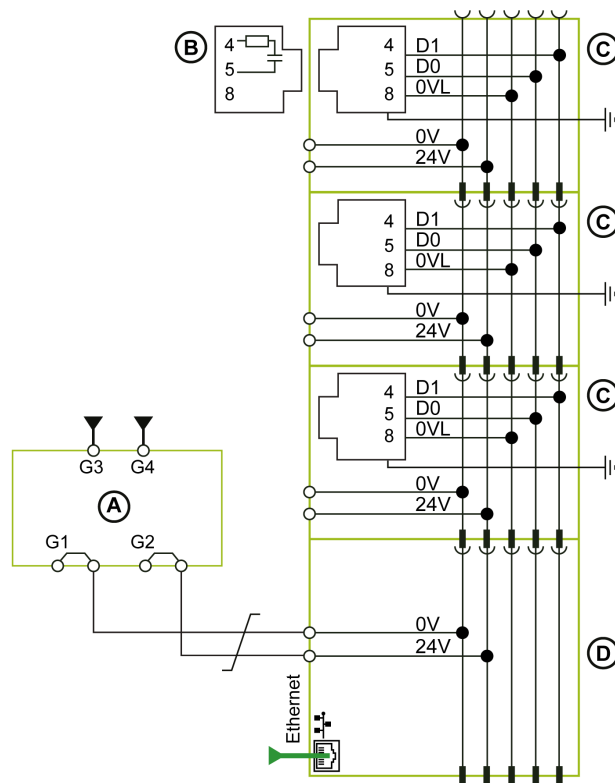 B
4
5
8
4 D1
5 D0
8 0VL
C
0V
24V
4 D1
5 D0
8 0VL
C
0V
24V
4 D1
5 D0
8 0VL
C
0V
24V
G3 G4
A
G1 G2
0V
24V
D
Ethernet